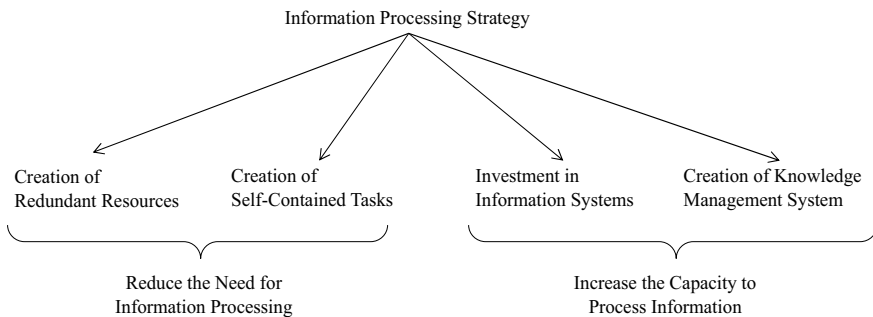 Information Processing Strategy
Creation of
Redundant Resources
Creation of
Self-Contained Tasks
Investment in
Information Systems
Creation of Knowledge
Management System
Reduce the Need for
Information Processing
Increase the Capacity to
Process Information